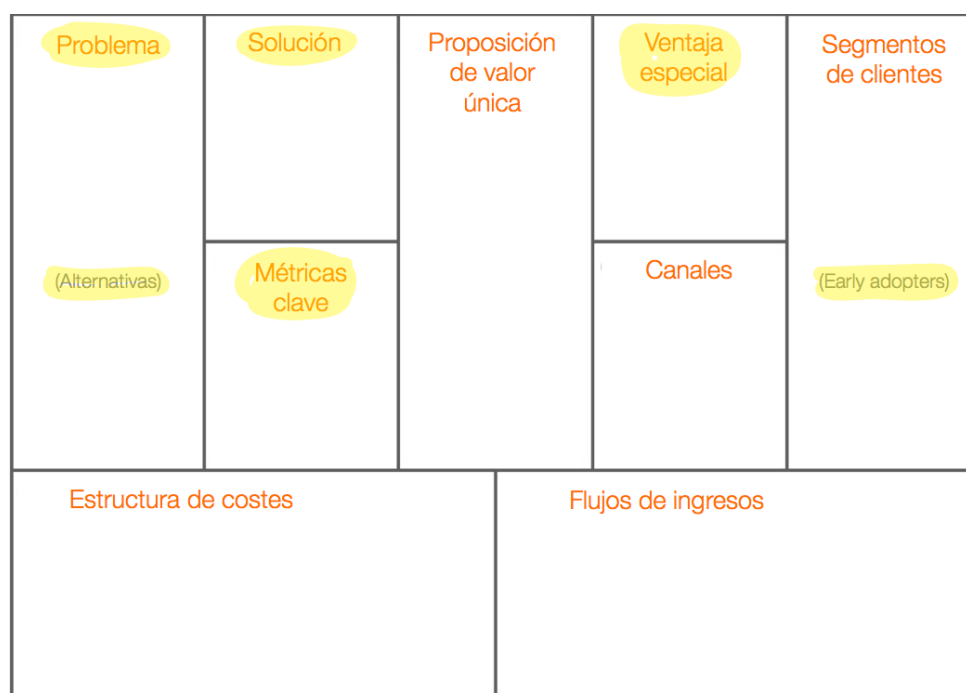 Problema
(Alternativas)
Solución
Métricas
clave
Proposición
de valor
única
Ventaja
especial
Canales
Segmentos
de clientes
(Early adopters)
Estructura de costes
Flujos de ingresos